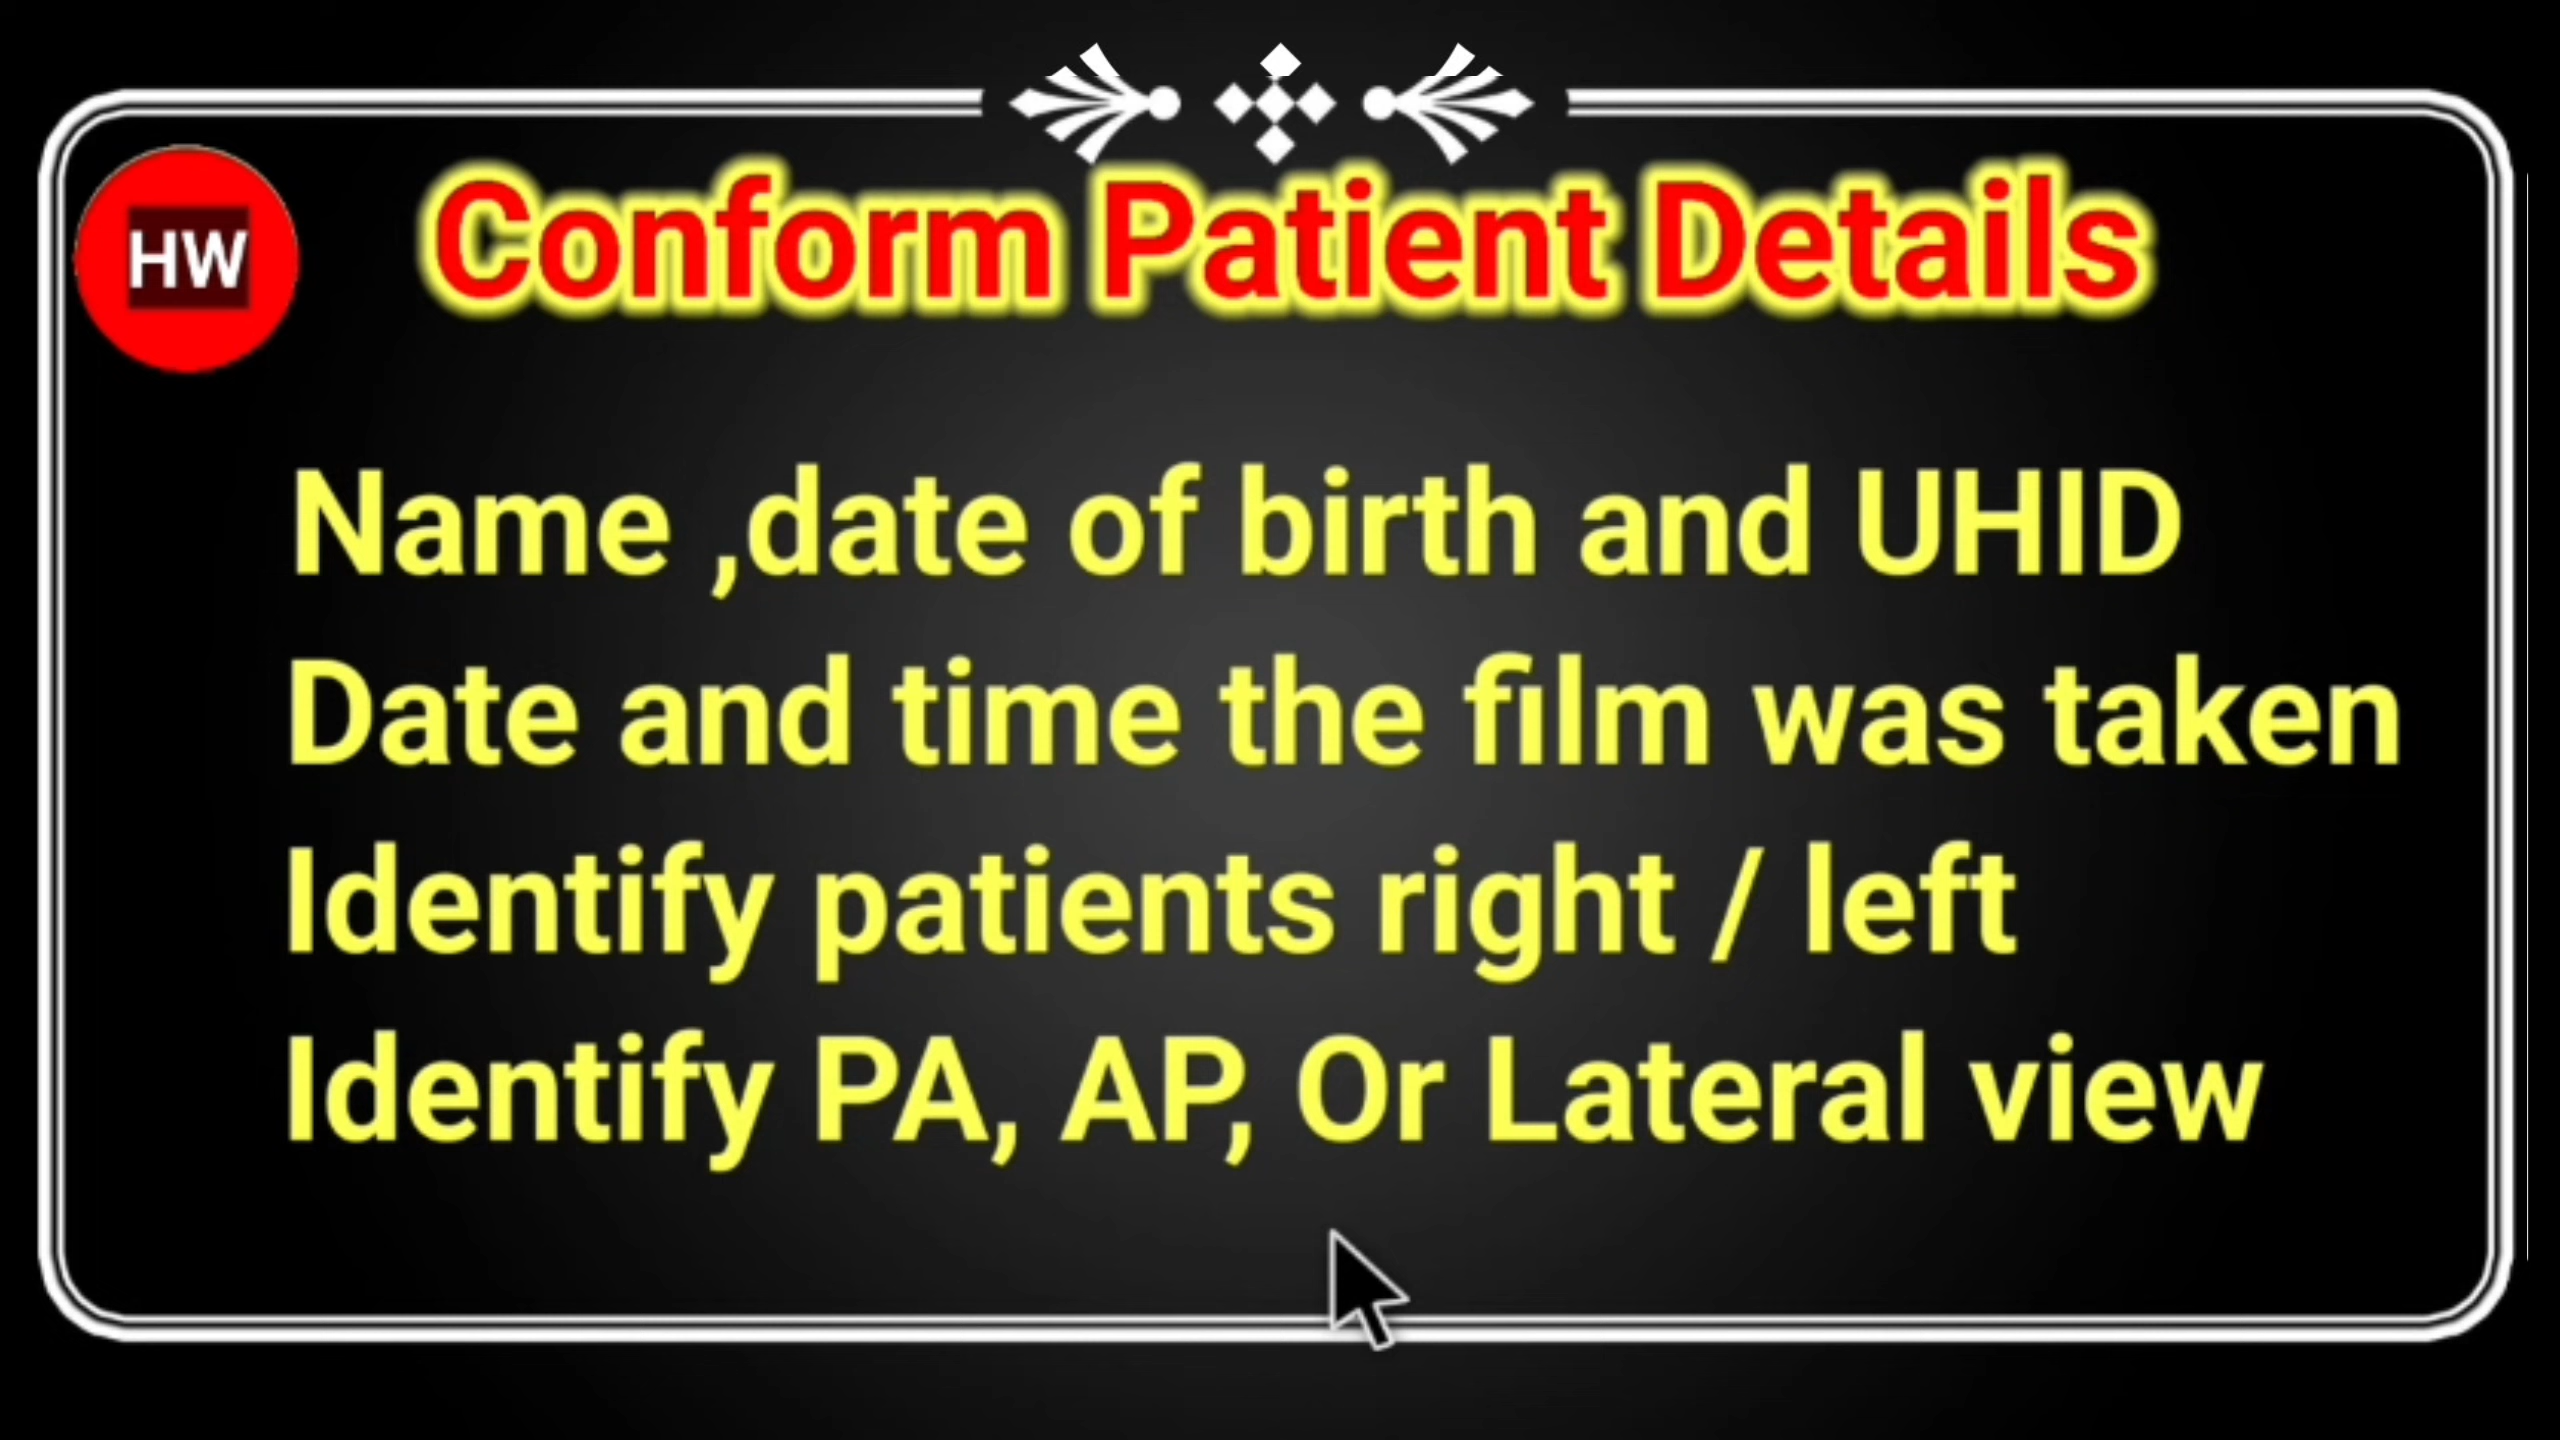 HW
Conform Patient Details
Name ,date of birth and UHID
Date and time the film was taken
Identify patients right / left
Identify PA, AP, Or Lateral view